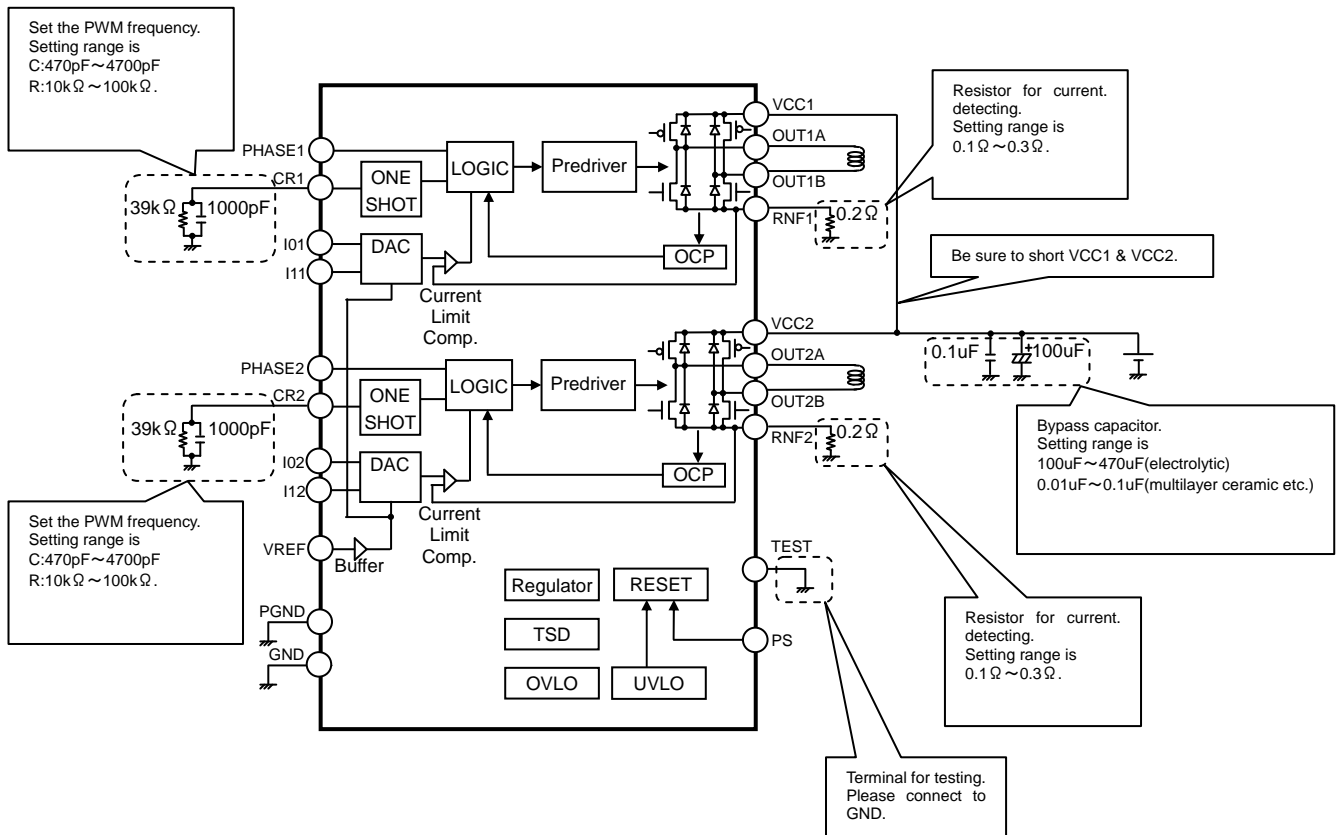 Set the PWM frequency.
Setting range is
C:470pF～4700pF
R:10kΩ～100kΩ.
PHASE1
CR1
39kΩ
1000pF
I01
I11
ONE
SHOT
LOGIC
Predriver
DAC
OCP
Current
Limit
Comp.
VCC1
OUT1A
OUT1B
RNF1
0.2Ω
Resistor for current.
detecting.
Setting range is
0.1Ω～0.3Ω.
Be sure to short VCC1 & VCC2.
PHASE2
CR2
39kΩ
1000pF
I02
I12
ONE
SHOT
LOGIC
Predriver
DAC
OCP
Current
Limit
Comp.
VREF
Buffer
VCC2
OUT2A
OUT2B
RNF2
0.2Ω
0.1uF
+
100uF
Bypass capacitor.
Setting range is
100uF～470uF(electrolytic)
0.01uF～0.1uF(multilayer ceramic etc.)
Set the PWM frequency.
Setting range is
C:470pF～4700pF
R:10kΩ～100kΩ.
PGND
GND
Regulator
RESET
TSD
OVLO
UVLO
TEST
PS
Resistor for current.
detecting.
Setting range is
0.1Ω～0.3Ω.
Terminal for testing.
Please connect to
GND.